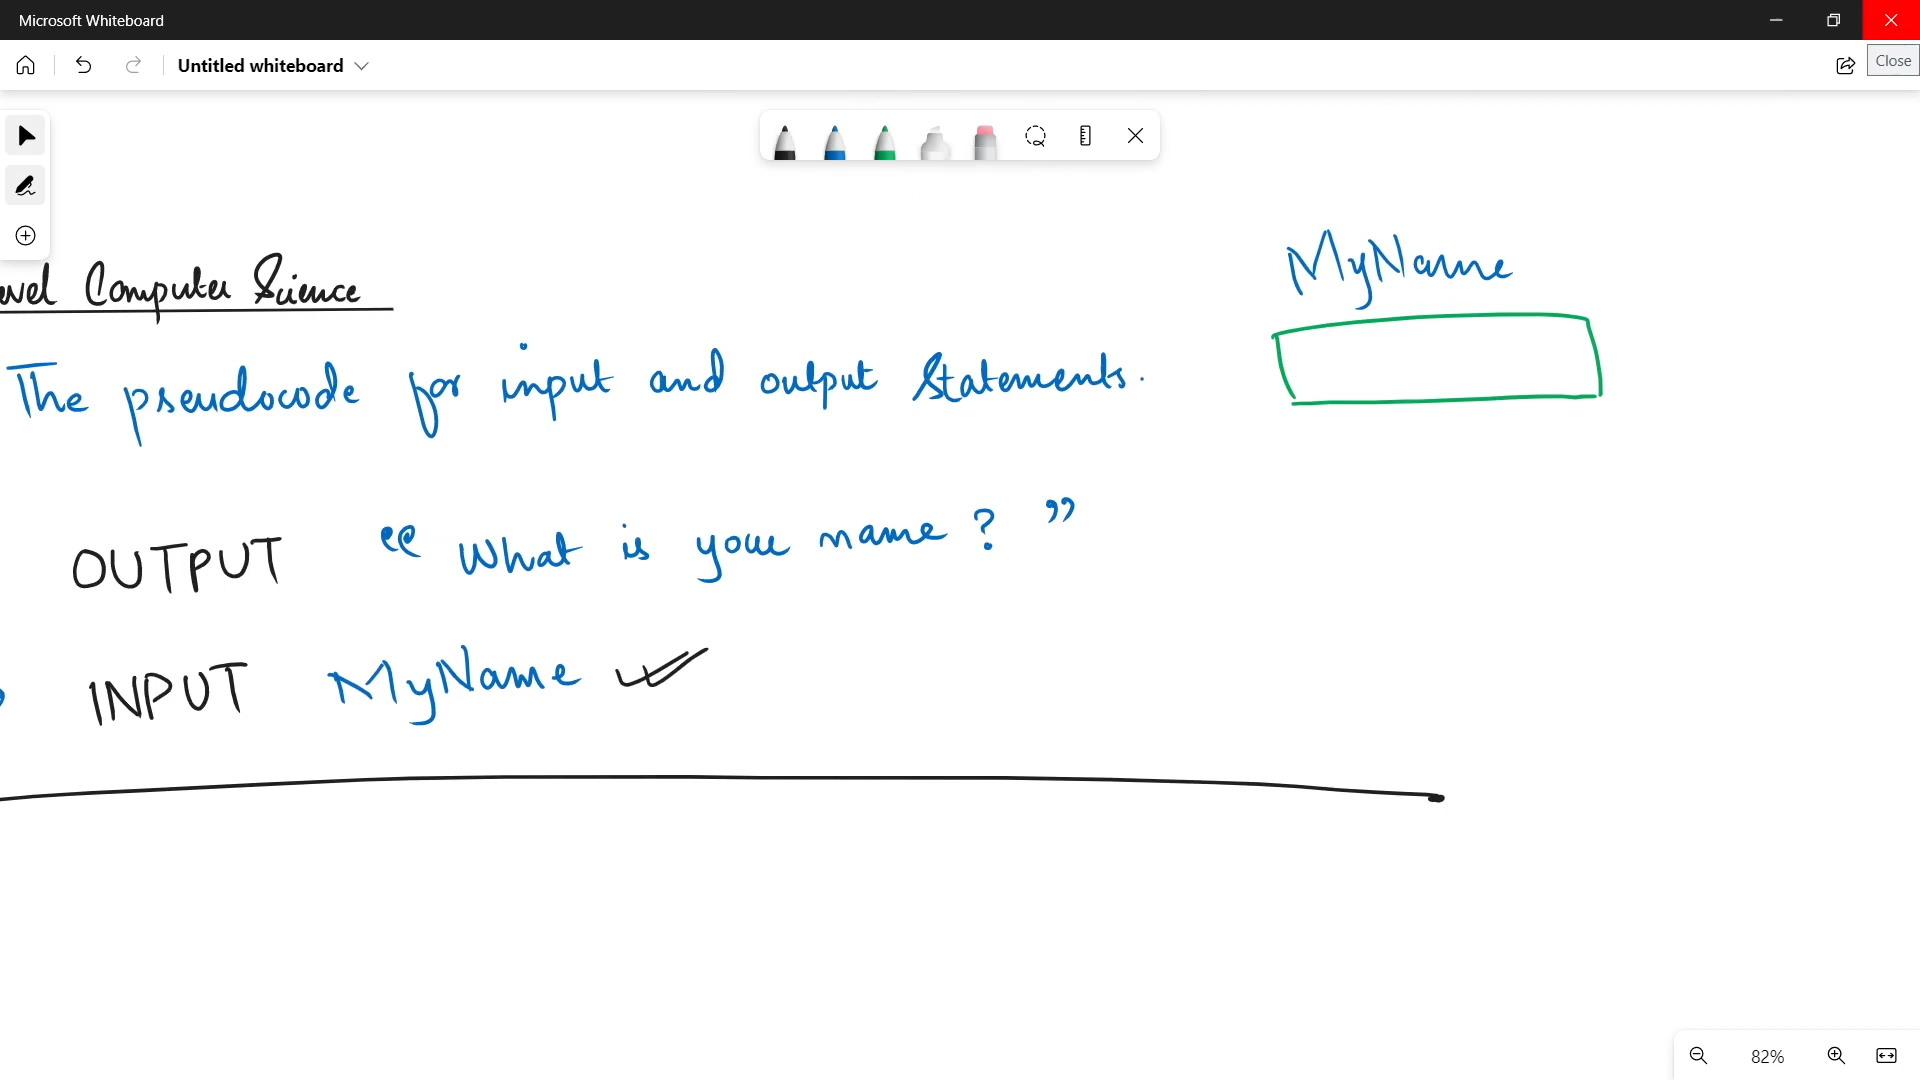 Microsoft Whiteboard
Untitled whiteboard
Close
evel Computer Science
MyName
The pseudocode for input and output statements.
OUTPUT “ What is your name? ”
INPUT MyName
82%